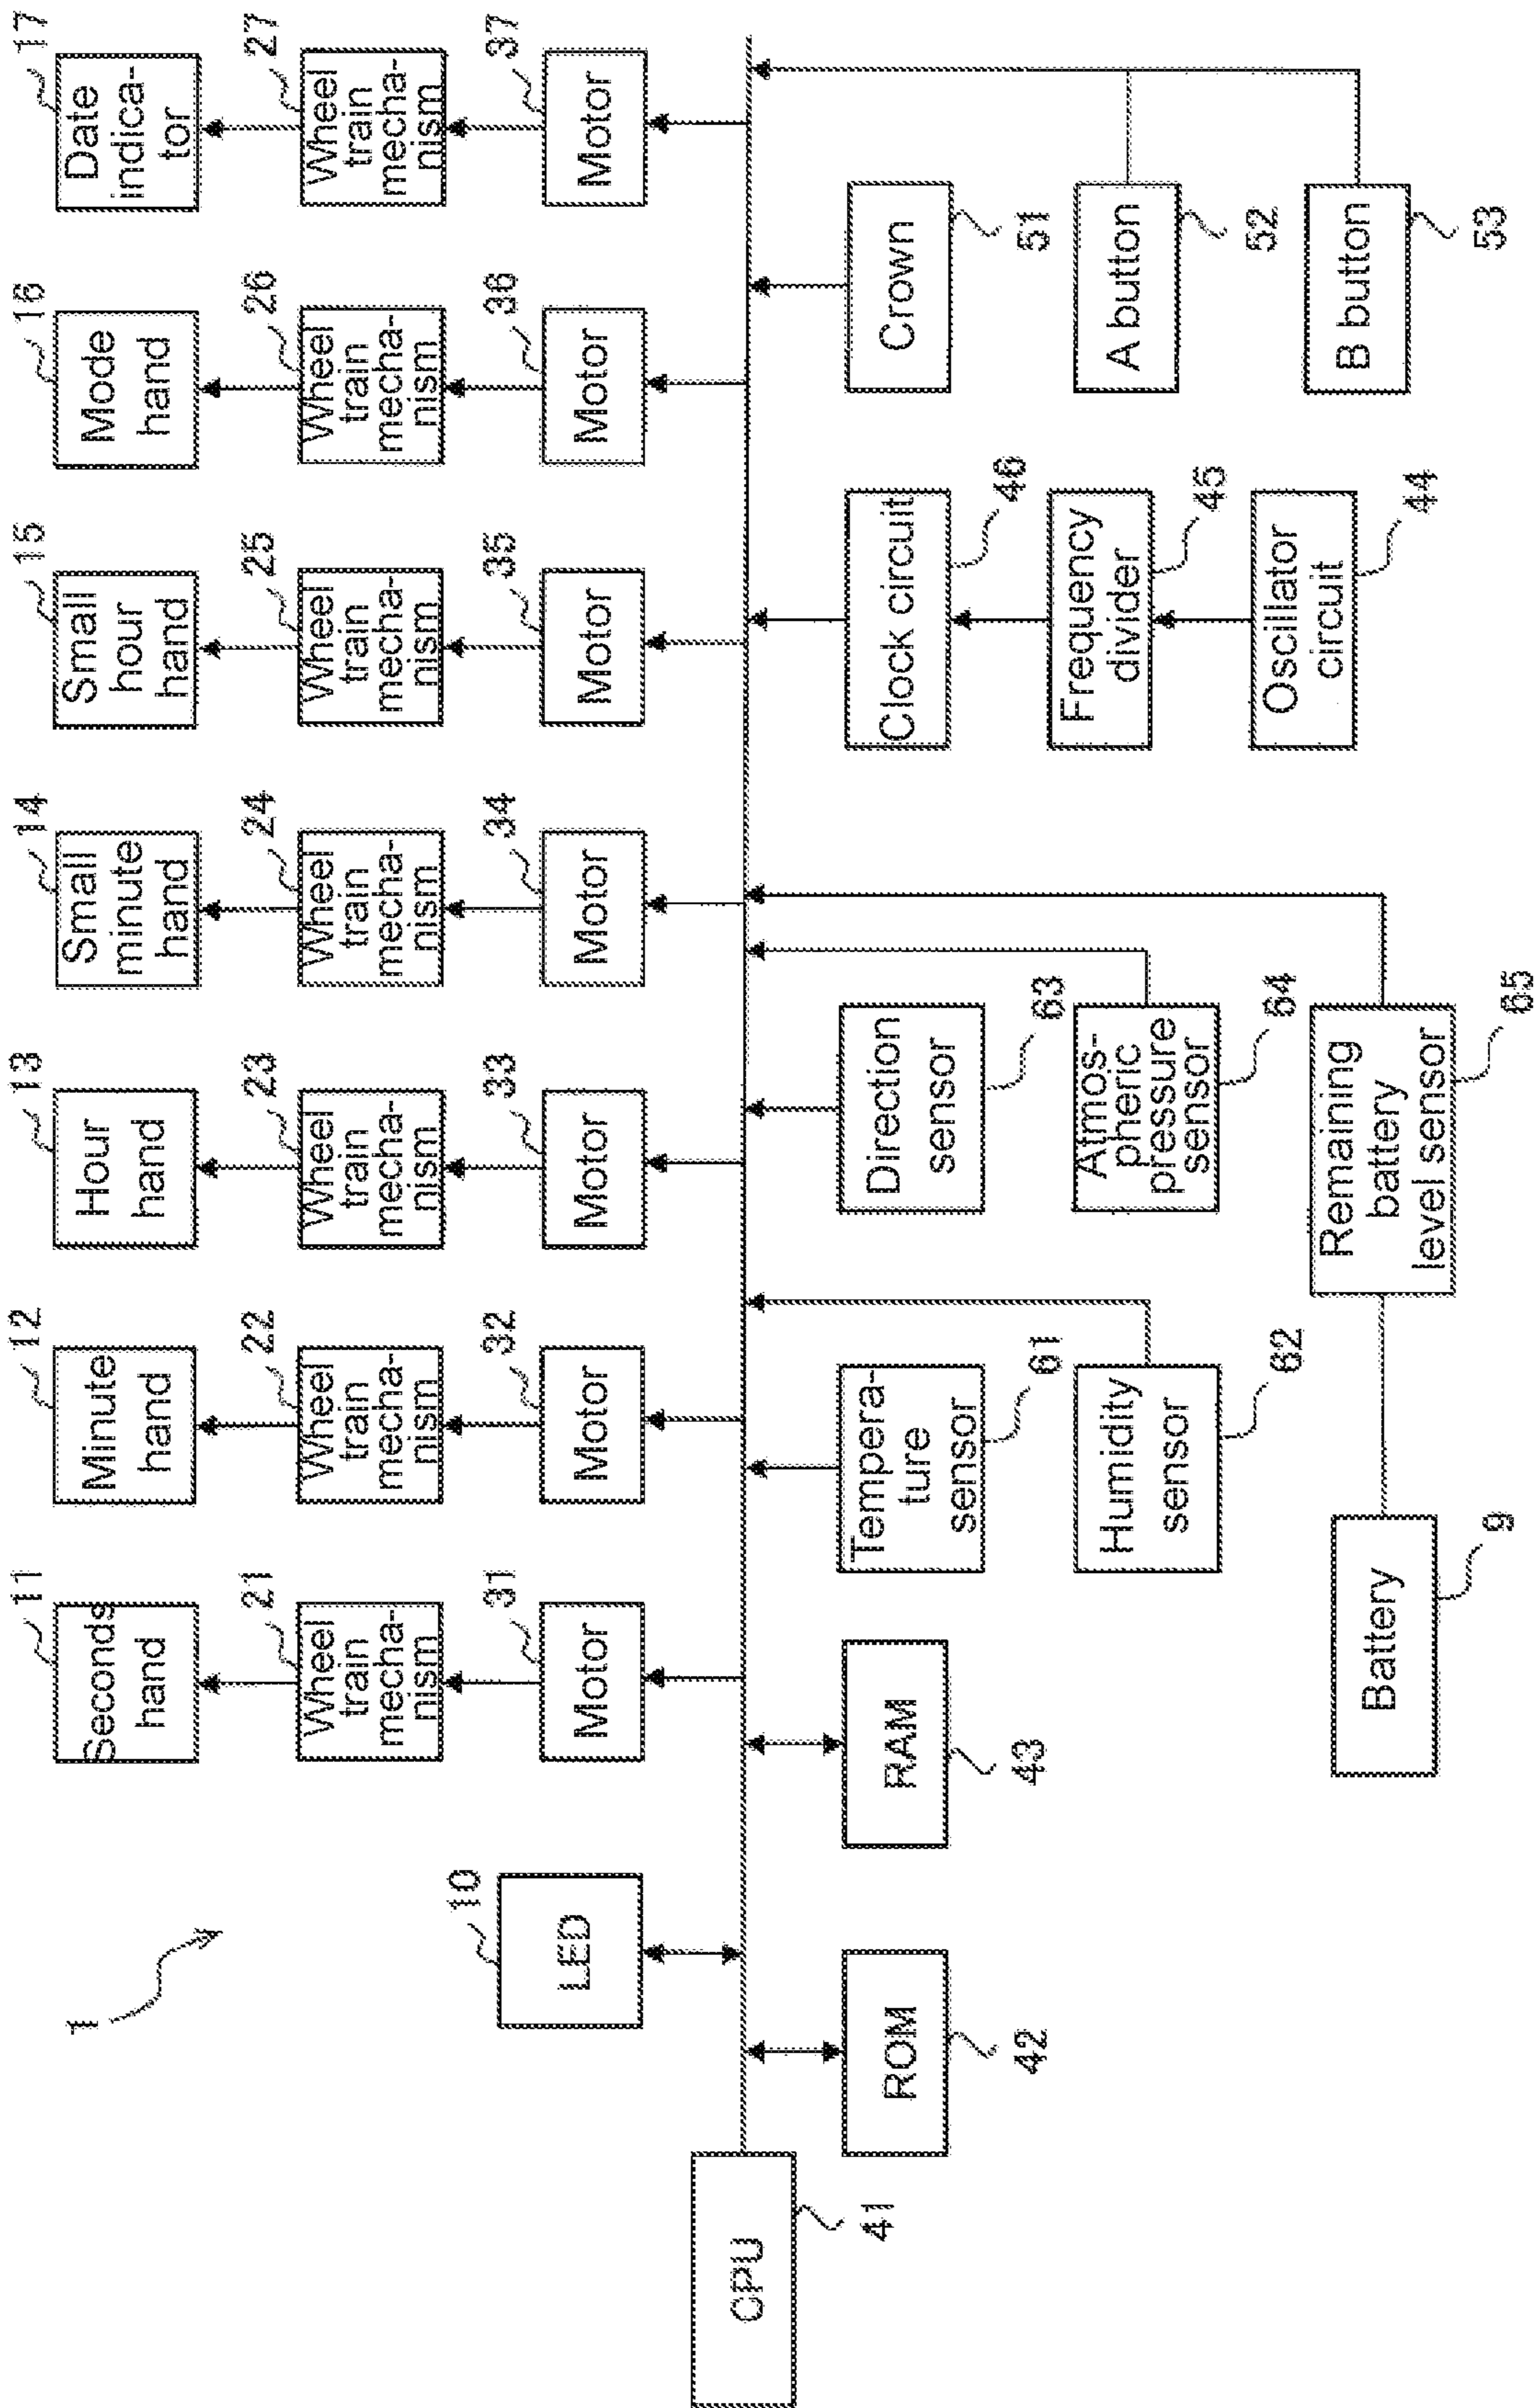 1
11
12
13
14
15
16
17
Seconds
hand
Minute
hand
Hour
hand
Small
minute
hand
Small
hour
hand
Mode
hand
Date
indica-
tor
21
22
23
24
25
26
27
Wheel
train
mecha-
nism
Wheel
train
mecha-
nism
Wheel
train
mecha-
nism
Wheel
train
mecha-
nism
Wheel
train
mecha-
nism
Wheel
train
mecha-
nism
Wheel
train
mecha-
nism
10
31
32
33
34
35
36
37
LED
Motor
Motor
Motor
Motor
Motor
Motor
Motor
CPU
41
ROM
42
RAM
43
Tempera-
ture
sensor
61
Direction
sensor
63
Clock circuit
46
Crown
51
Humidity
sensor
62
Atmos-
pheric
pressure
sensor
64
Frequency
divider
45
A button
52
Battery
9
Remaining
battery
level sensor
65
Oscillator
circuit
44
B button
53